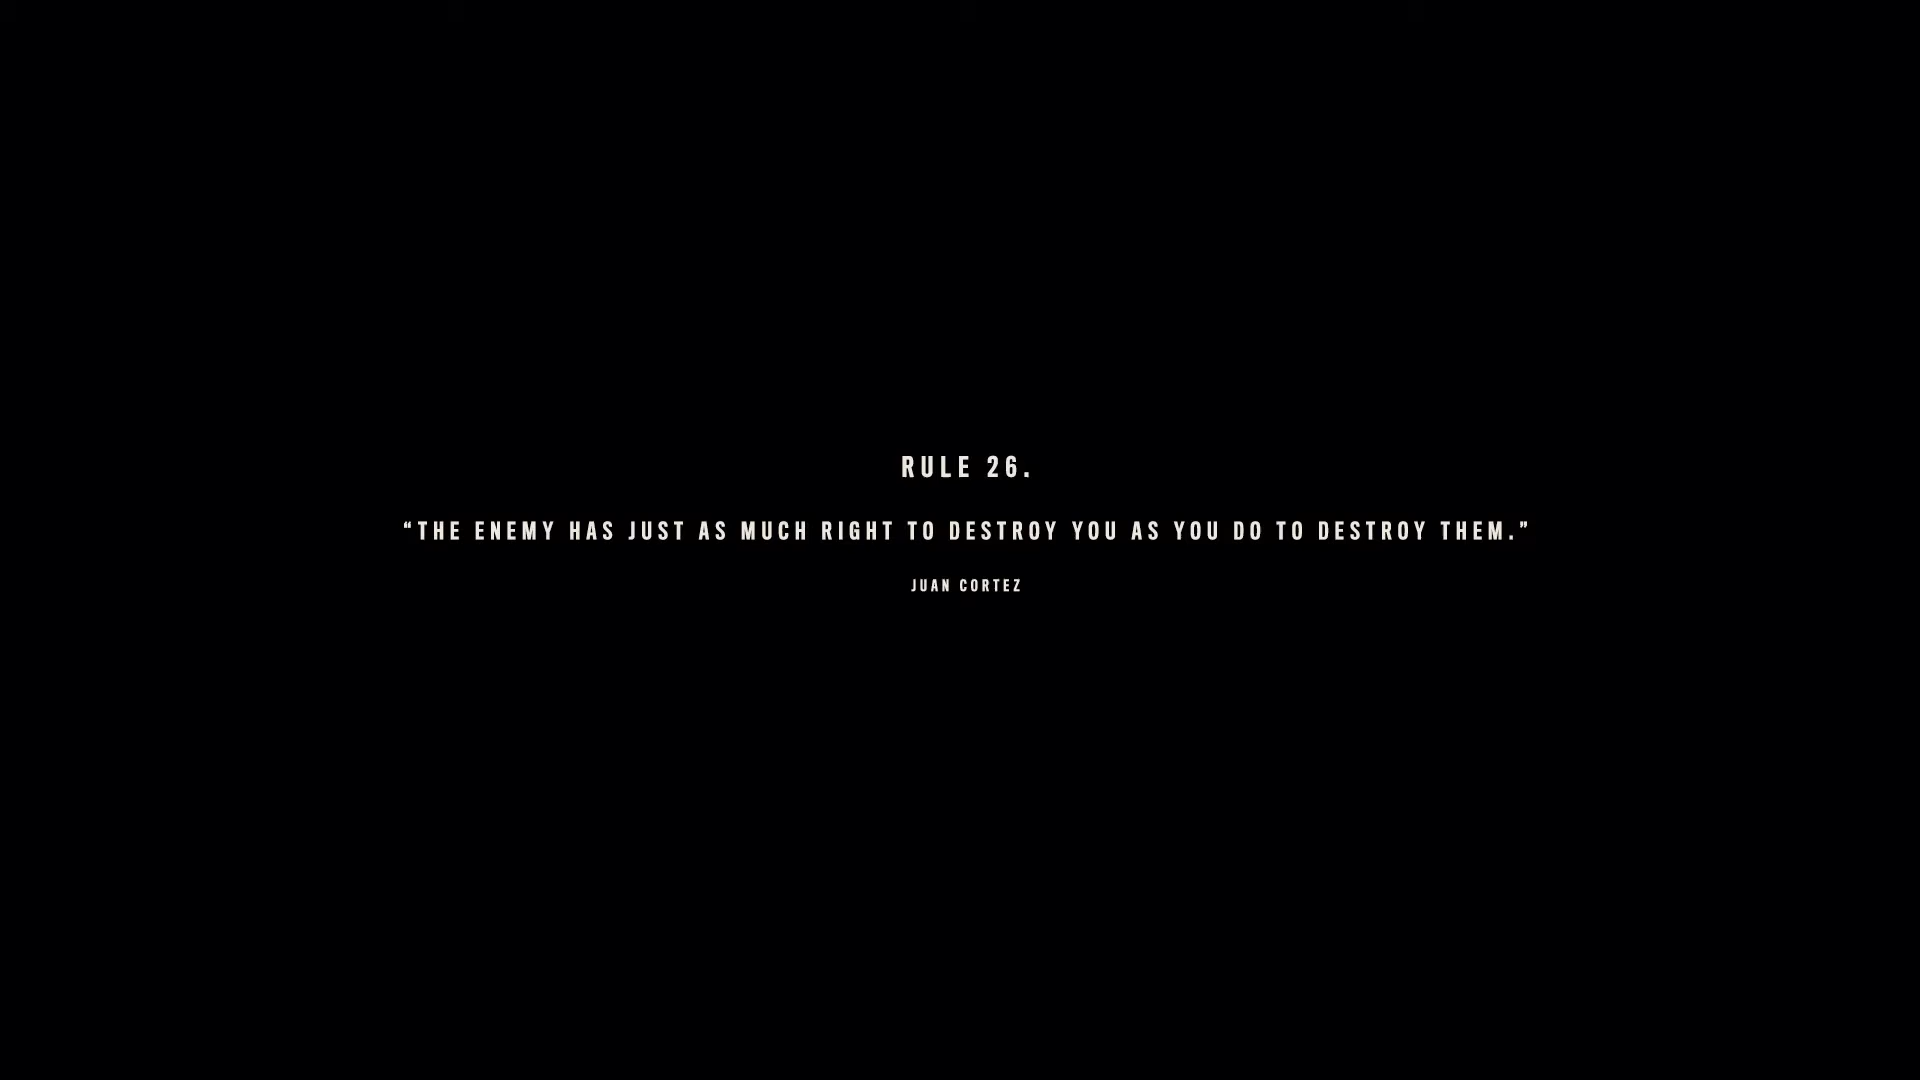 RULE 26.
“THE ENEMY HAS JUST AS MUCH RIGHT TO DESTROY YOU AS YOU DO TO DESTROY THEM.”
JUAN CORTEZ